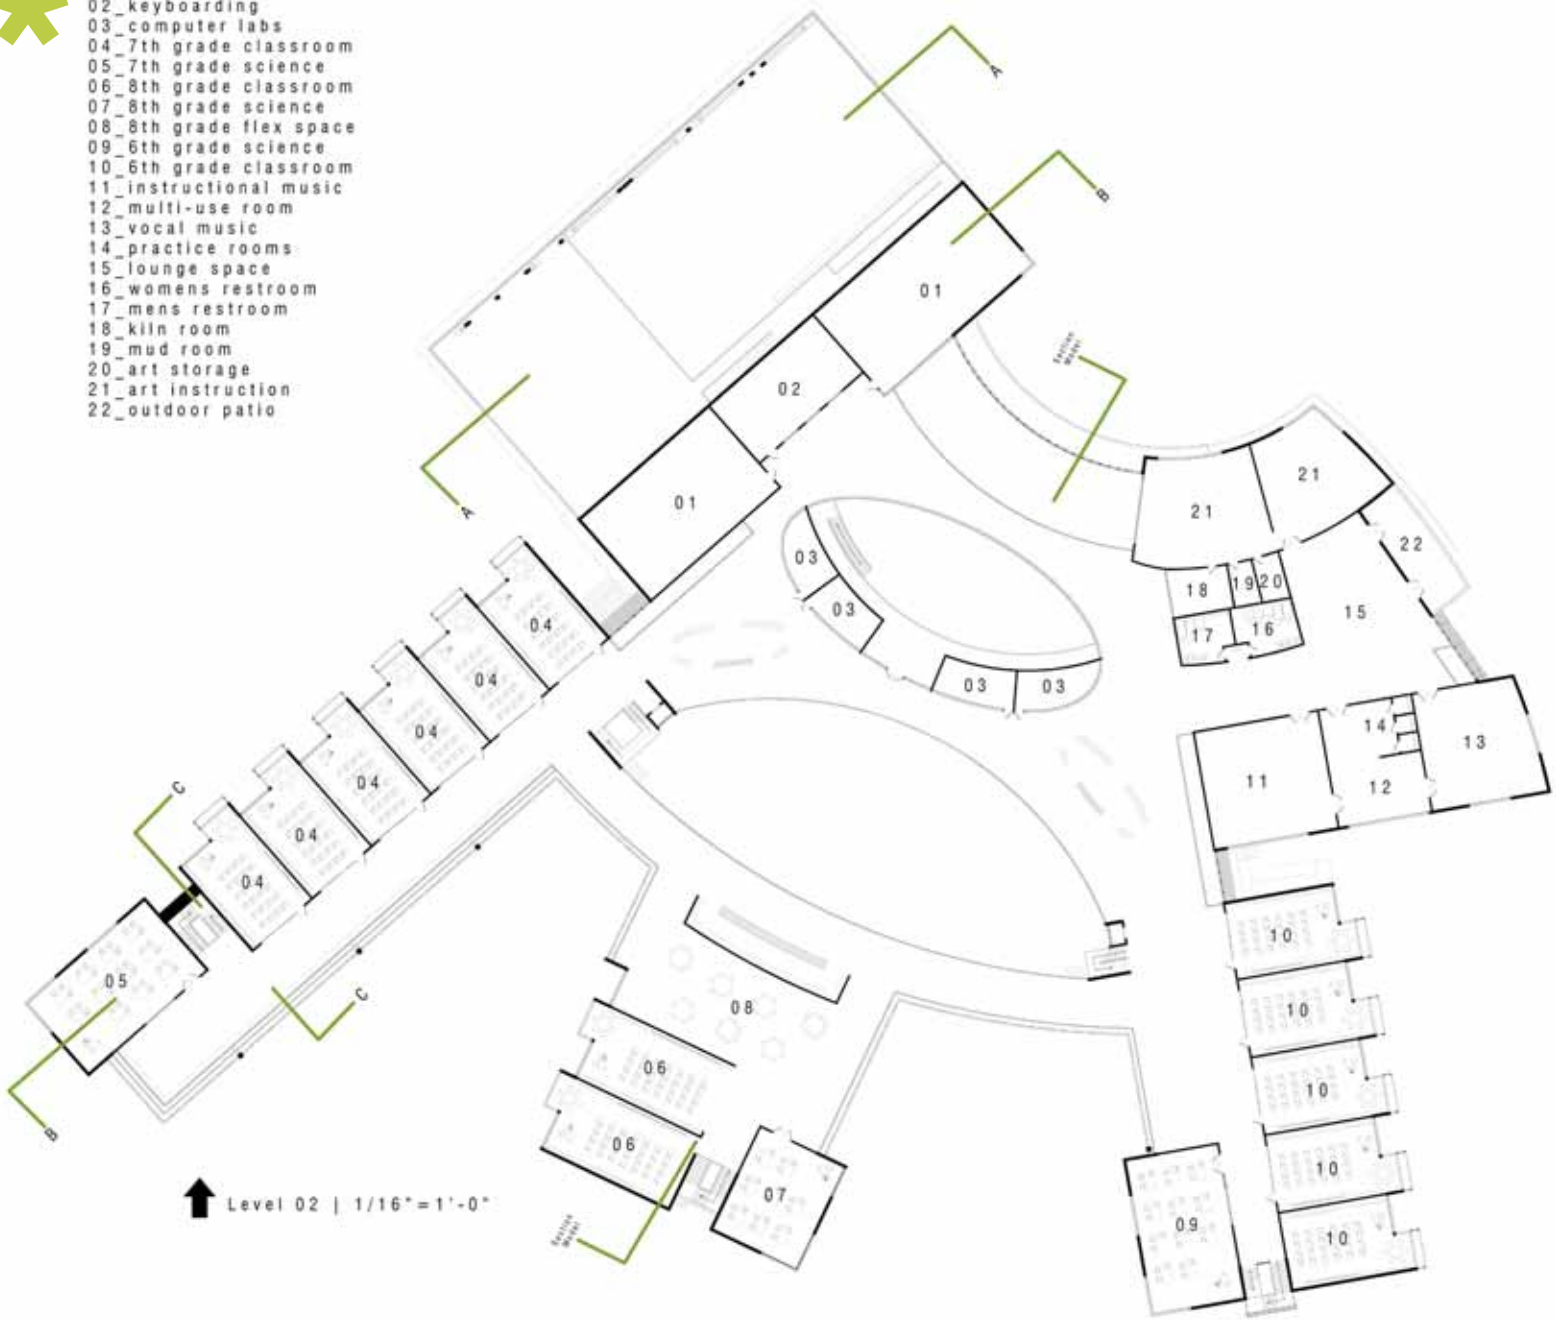 02_keyboarding
03_computer labs
04_7th grade classroom
05_7th grade science
06_8th grade classroom
07_8th grade science
08_8th grade flex space
09_6th grade science
10_6th grade classroom
11_instructional music
12_multi-use room
13_vocal music
14_practice rooms
15_lounge space
16_womens restroom
17_mens restroom
18_kiln room
19_mud room
20_art storage
21_art instruction
22_outdoor patio
A
B
01
Section
Model
02
21
01
21
A
22
03
18
19
20
03
04
15
16
17
04
03
03
04
13
14
04
11
12
C
04
04
10
05
C
08
10
06
10
B
06
10
07
Level 02 | 1/16"=1'-0"
09
Section
Model
10